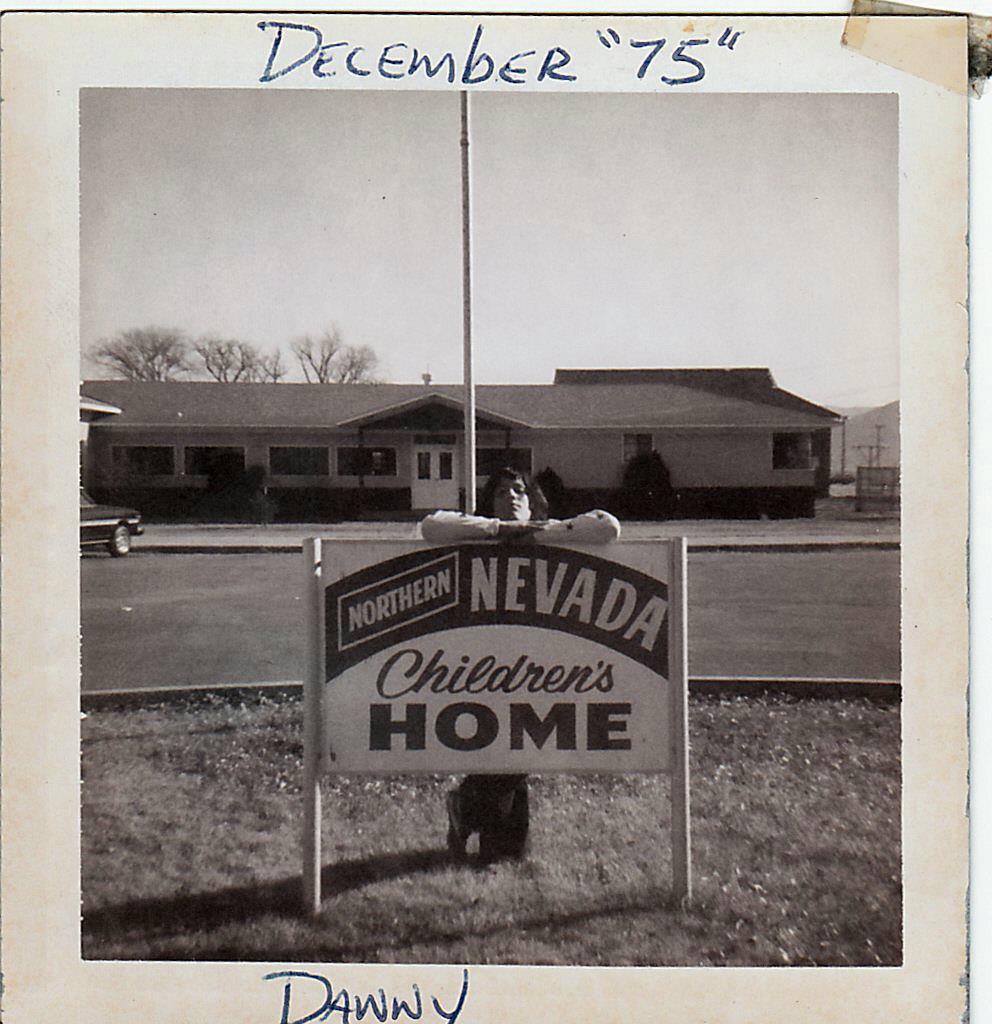 DECEMBER "75"
NORTHERN NEVADA
Children's
HOME
DANNY